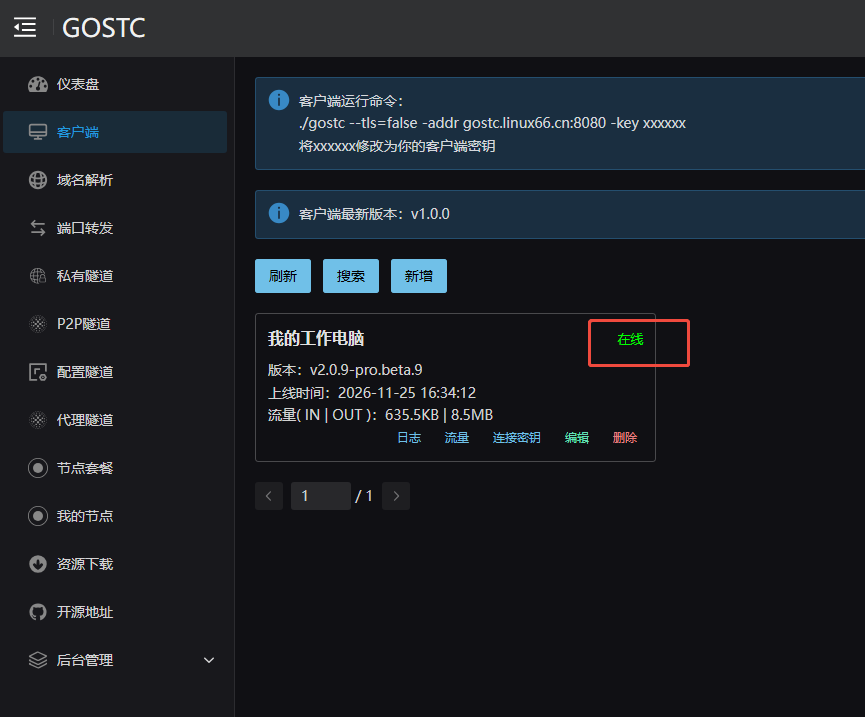 GOSTC
仪表盘
客户端
域名解析
端口转发
私有隧道
P2P隧道
配置隧道
代理隧道
节点套餐
我的节点
资源下载
开源地址
后台管理
客户端运行命令：
./gostc --tls=false -addr gostc.linux66.cn:8080 -key xxxxxx
将xxxxxx修改为你的客户端密钥
客户端最新版本：v1.0.0
刷新 搜索 新增
我的工作电脑 在线
版本：v2.0.9-pro.beta.9
上线时间：2026-11-25 16:34:12
流量( IN | OUT )：635.5KB | 8.5MB
日志 流量 连接密钥 编辑 删除
1 / 1